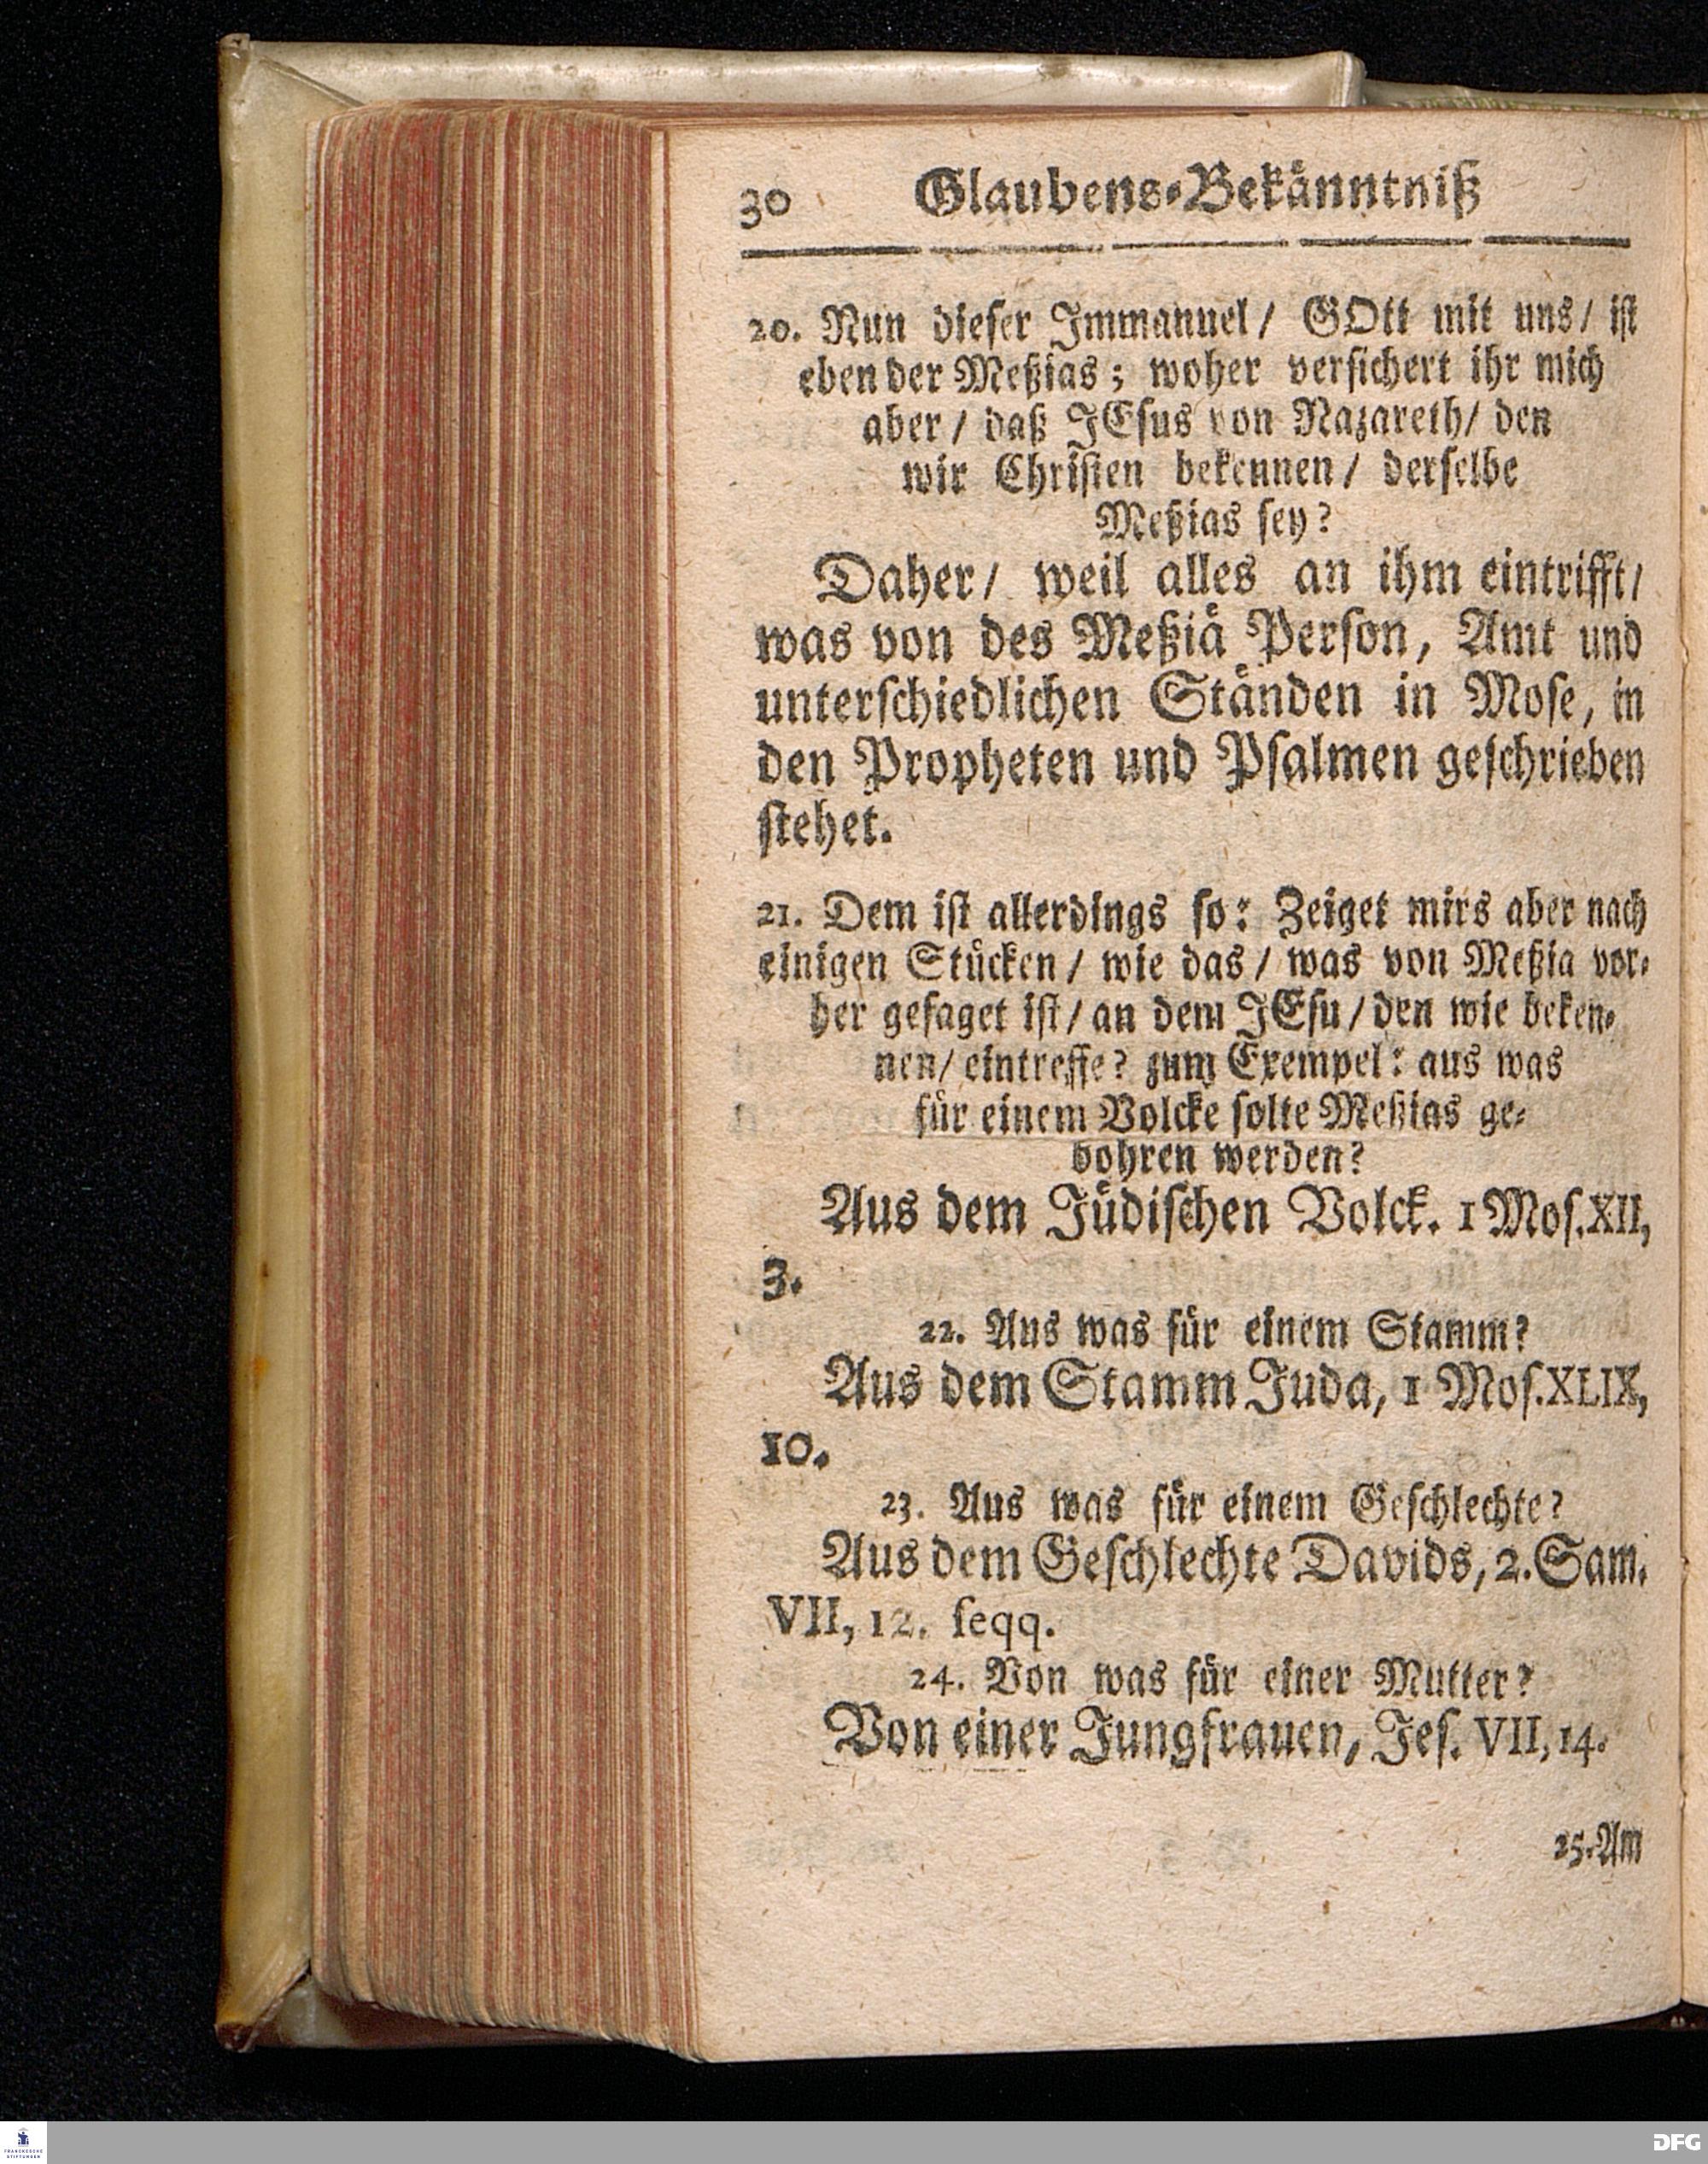 30 Glaubens-Bekänntniß
20. Nun dieser Immanuel/ GOtt mit uns/ ist
eben der Meßias; woher versichert ihr mich
aber/ daß JEsus von Nazareth/ den
wir Christen bekennen/ derselbe
Meßias sey?
Daher/ weil alles an ihm eintrifft/
was von des Meßiä Person, Amt und
unterschiedlichen Ständen in Mose, in
den Propheten und Psalmen geschrieben
stehet.
21. Dem ist allerdings so: Zeiget mirs aber nach
einigen Stücken/ wie das/ was von Meßia vor-
her gesaget ist/ an dem JEsu/ den wie beken-
nen/ eintreffe? zum Exempel: aus was
für einem Volcke solte Meßias ge-
bohren werden?
Aus dem Jüdischen Volck. 1 Mos. XII,
3.
22. Aus was für einem Stamm?
Aus dem Stamm Juda, 1 Mos. XLIX,
10.
23. Aus was für einem Geschlechte?
Aus dem Geschlechte Davids, 2. Sam.
VII, 12. seqq.
24. Von was für einer Mutter?
Von einer Jungfrauen, Jes. VII, 14.
25. Am
FRANCKESCHE
STIFTUNGEN
DFG